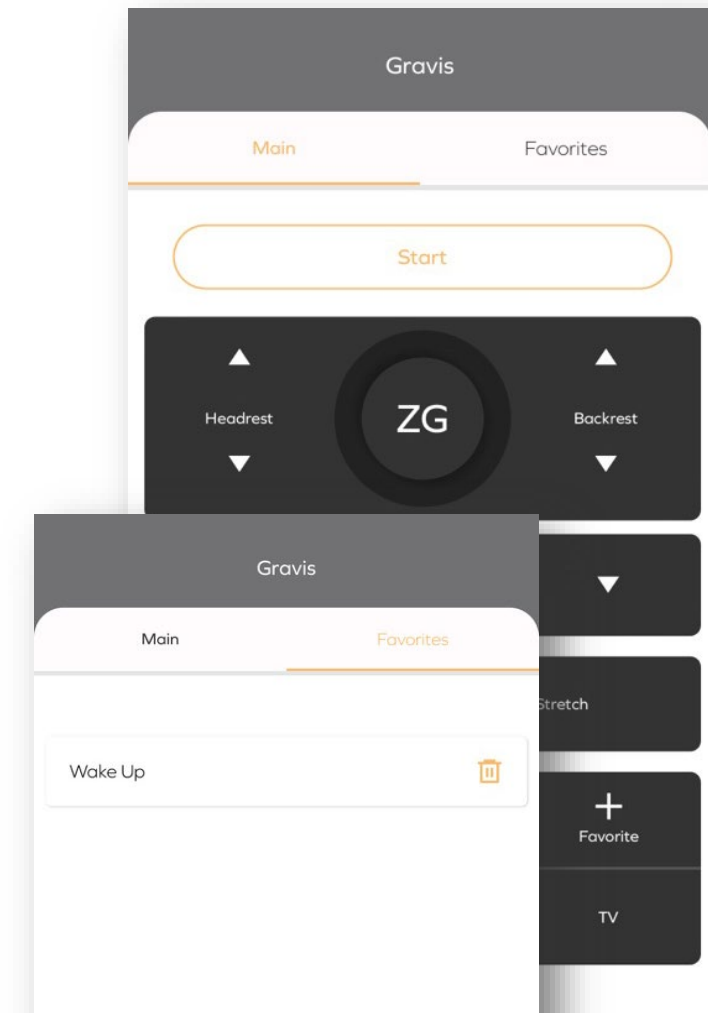 Gravis
Main Favorites
Start
Headrest ZG Backrest
Stretch
+
Favorite
TV
Gravis
Main Favorites
Wake Up